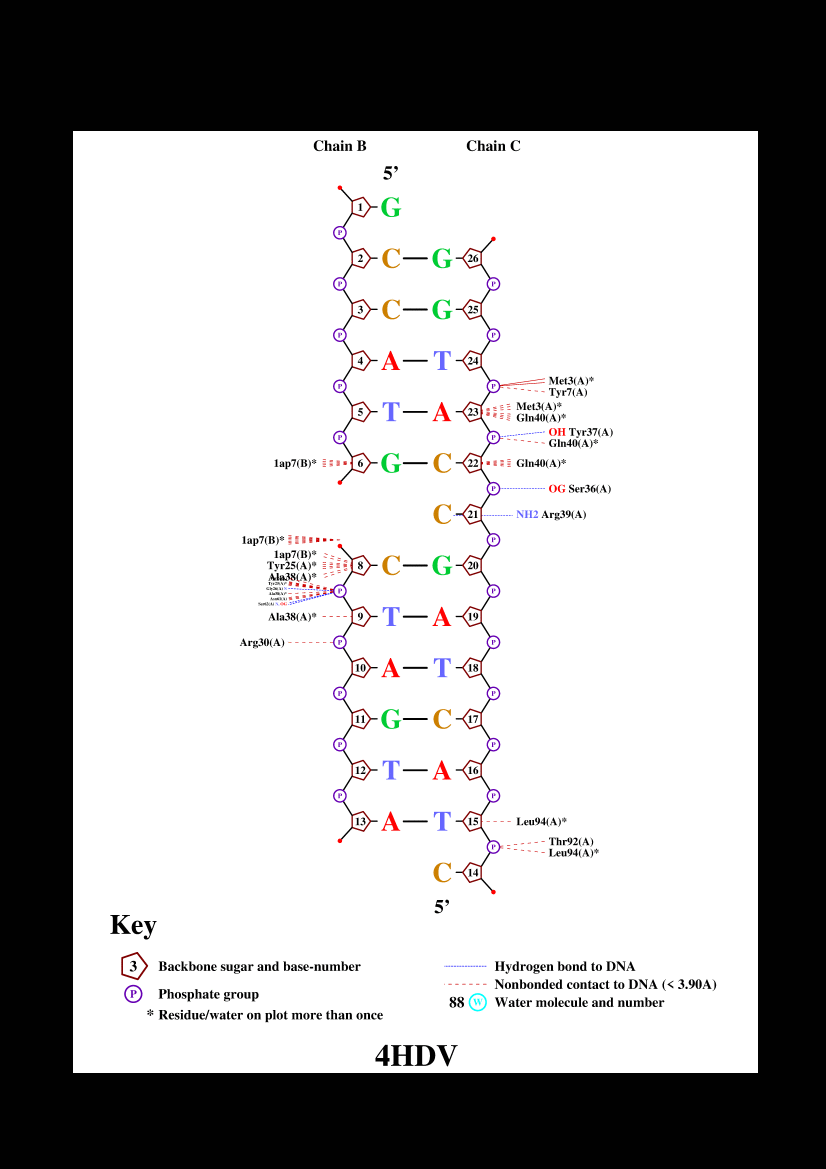 Chain B Chain C
5’
1 G
P
2 C G 26
P P
3 C G 25
P P
4 A T 24
Met3(A)*
P P
Tyr7(A)
Met3(A)*
5 T A 23
Gln40(A)*
OH Tyr37(A)
P P
Gln40(A)*
1ap7(B)* 6 G C 22 Gln40(A)*
P OG Ser36(A)
C 21 NH2 Arg39(A)
1ap7(B)* P
1ap7(B)*
Tyr25(A)* 8 C G 20
Ala38(A)*
P P
Ala38(A)* 9 T A 19
Arg30(A) P P
10 A T 18
P P
11 G C 17
P P
12 T A 16
P P
13 A T 15 Leu94(A)*
Thr92(A)
P
Leu94(A)*
C 14
5’
Key
3 Backbone sugar and base-number
P Phosphate group
* Residue/water on plot more than once
Hydrogen bond to DNA
Nonbonded contact to DNA (< 3.90A)
88 W Water molecule and number
4HDV